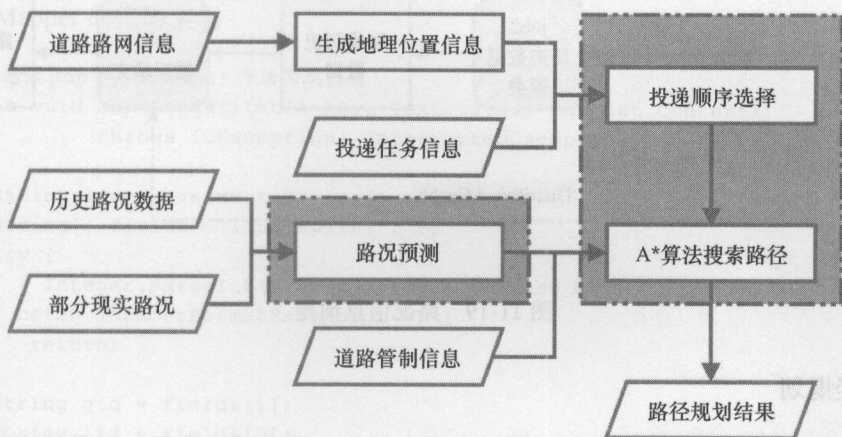 道路路网信息
生成地理位置信息
投递任务信息
投递顺序选择
历史路况数据
部分现实路况
路况预测
A*算法搜索路径
道路管制信息
路径规划结果